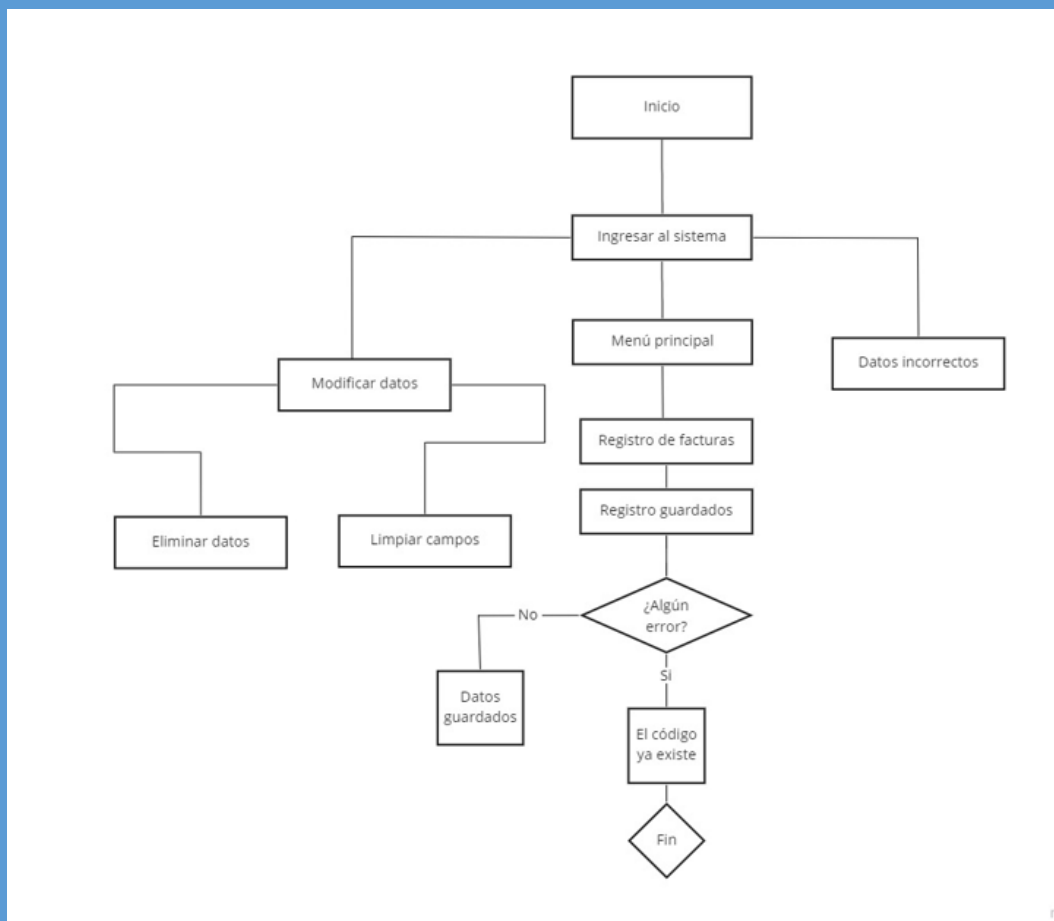 Inicio
Ingresar al sistema
Menú principal
Datos incorrectos
Modificar datos
Registro de facturas
Registro guardados
Eliminar datos
Limpiar campos
¿Algún
error?
No
Si
Datos
guardados
El código
ya existe
Fin